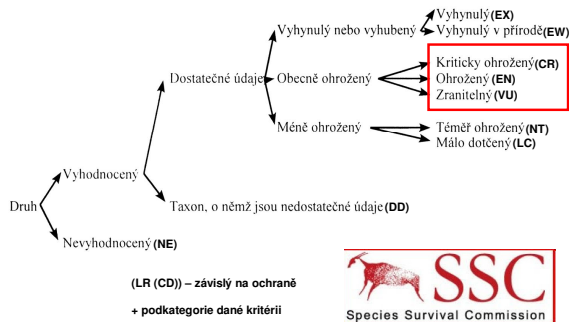 Vyhynulý (EX)
Vyhynulý nebo vyhubený
Vyhynulý v přírodě (EW)
Kriticky ohrožený (CR)
Dostatečné údaje
Obecně ohrožený
Ohrožený (EN)
Zranitelný (VU)
Méně ohrožený
Téměř ohrožený (NT)
Málo dotčený (LC)
Vyhodnocený
Druh
Taxon, o němž jsou nedostatečné údaje (DD)
Nevyhodnocený (NE)
(LR (CD)) – závislý na ochraně
+ podkategorie dané kritérii
SSC
Species Survival Commission